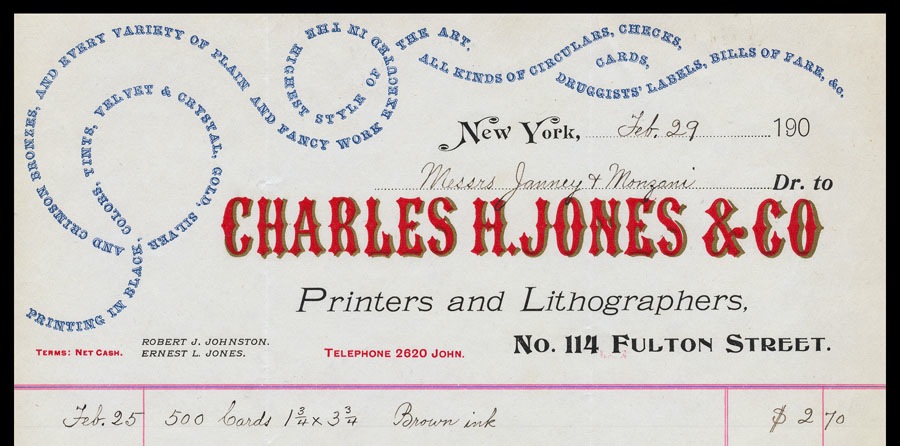 PRINTING IN BLACK, COLORS, TINTS, VELVET & CRYSTAL, GOLD, SILVER AND CRIMSON BRONZES, AND EVERY VARIETY OF PLAIN AND FANCY WORK EXECUTED IN THE HIGHEST STYLE OF THE ART.
ALL KINDS OF CIRCULARS, CHECKS,
CARDS,
DRUGGISTS' LABELS, BILLS OF FARE, &c.
New York, Feb. 29 190
Messrs Janney & Monzani Dr. to
CHARLES H. JONES & CO
Printers and Lithographers,
No. 114 Fulton Street.
Terms: Net Cash.
ROBERT J. JOHNSTON.
ERNEST L. JONES.
Telephone 2620 John.
Feb. 25 500 Cards 1 3/4 x 3 3/4 Brown ink $ 2 70